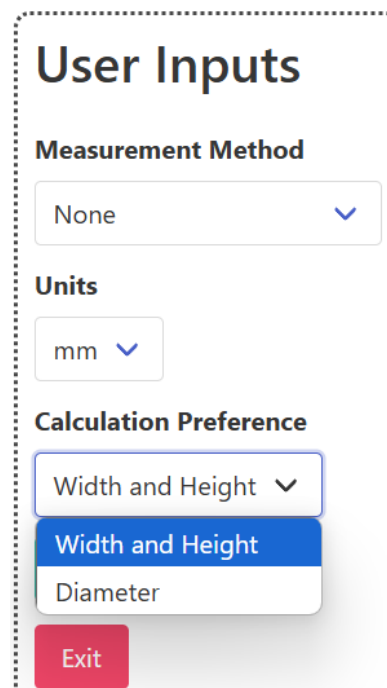 User Inputs
Measurement Method
None
Units
mm
Calculation Preference
Width and Height
Width and Height
Diameter
Exit